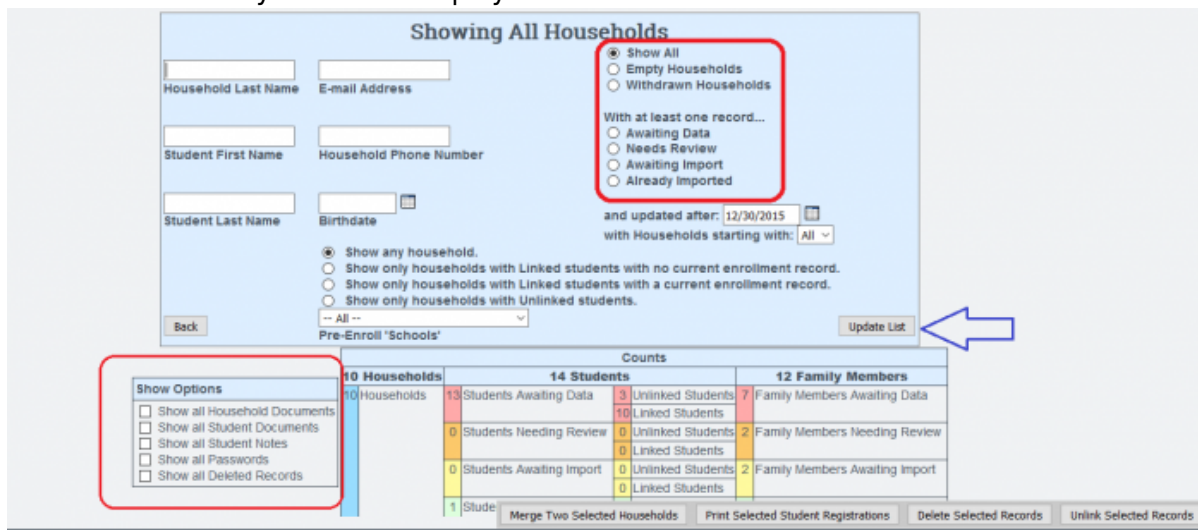 Showing All Households
Show All
Empty Households
Withdrawn Households
Household Last Name E-mail Address
With at least one record...
Awaiting Data
Needs Review
Awaiting Import
Already Imported
Student First Name Household Phone Number
Student Last Name Birthdate
and updated after: 12/30/2015
with Households starting with: All
Show any household.
Show only households with Linked students with no current enrollment record.
Show only households with Linked students with a current enrollment record.
Show only households with Unlinked students.
-- All --
Back Pre-Enroll 'Schools' Update List
Counts
10 Households 14 Students 12 Family Members
10 Households 13 Students Awaiting Data 3 Unlinked Students 7 Family Members Awaiting Data
10 Linked Students
0 Students Needing Review 0 Unlinked Students 2 Family Members Needing Review
0 Linked Students
0 Students Awaiting Import 0 Unlinked Students 2 Family Members Awaiting Import
0 Linked Students
1 Stude
Show Options
Show all Household Documents
Show all Student Documents
Show all Student Notes
Show all Passwords
Show all Deleted Records
Merge Two Selected Households Print Selected Student Registrations Delete Selected Records Unlink Selected Records